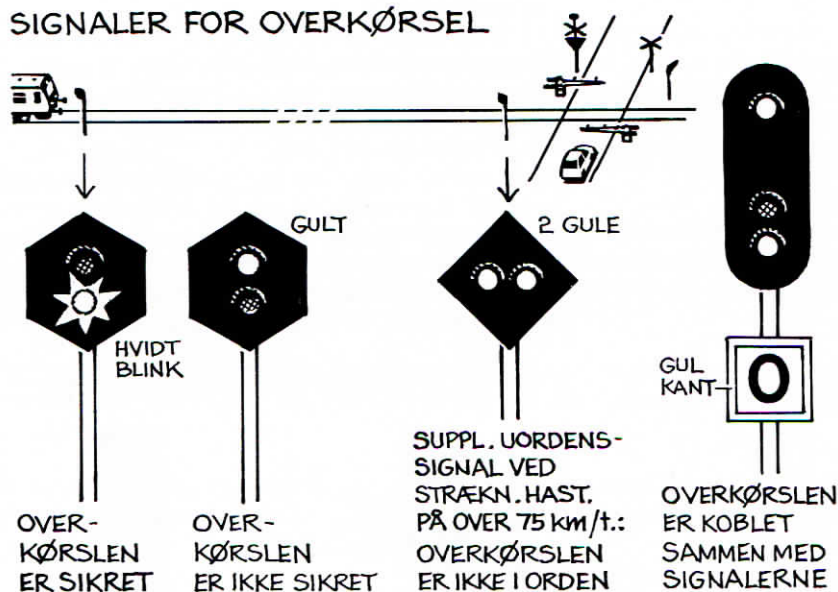 SIGNALER FOR OVERKØRSEL
HVIDT
BLINK
OVER-
KØRSLEN
ER SIKRET
GULT
OVER-
KØRSLEN
ER IKKE SIKRET
2 GULE
SUPPL. UORDENS-
SIGNAL VED
STRÆKN. HAST.
PÅ OVER 75 km/t.:
OVERKØRSLEN
ER IKKE I ORDEN
GUL
KANT
O
OVERKØRSLEN
ER KOBLET
SAMMEN MED
SIGNALERNE